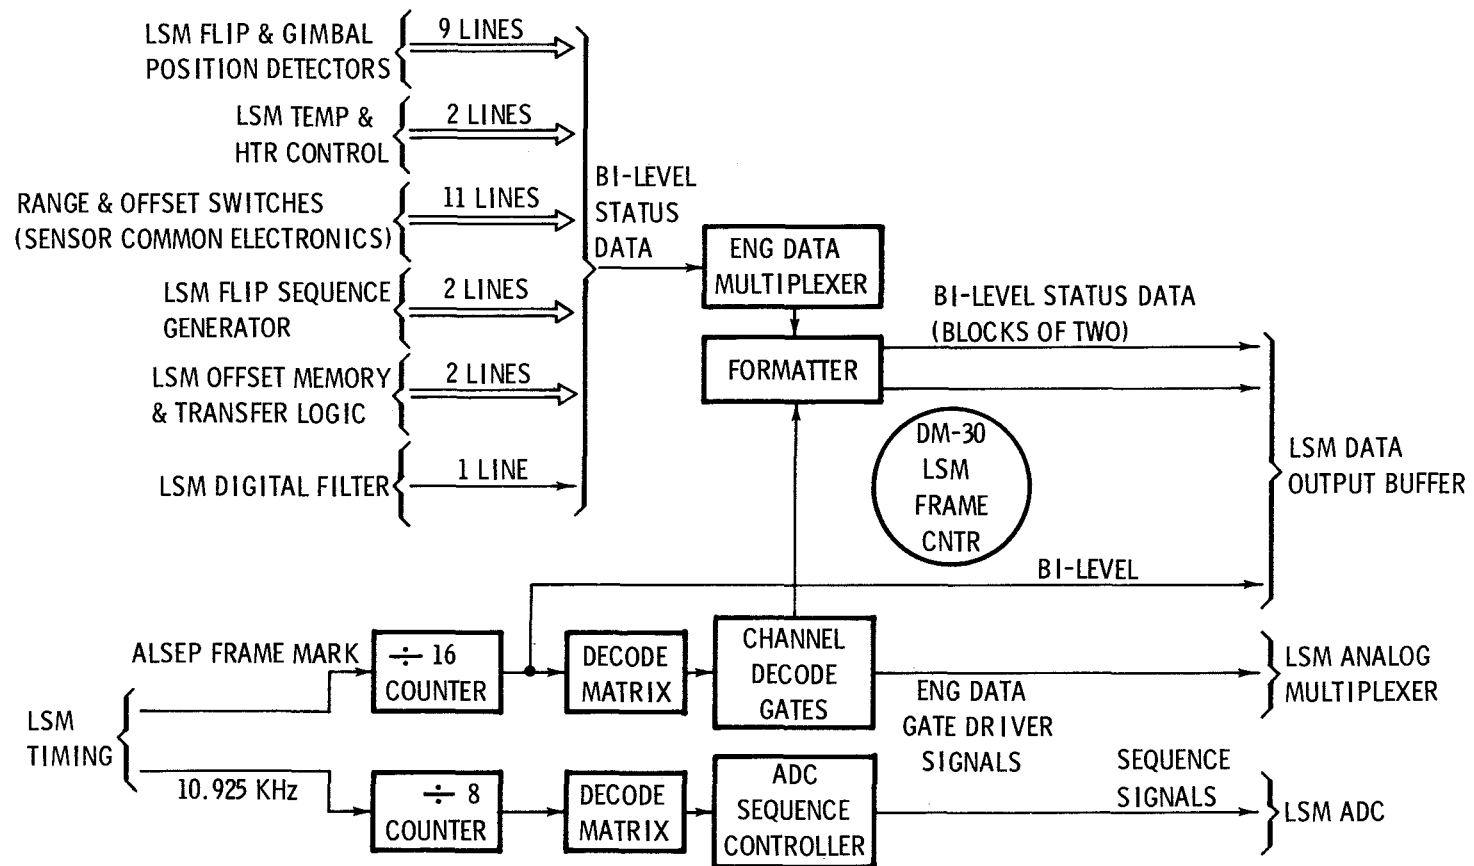 LSM FLIP & GIMBAL
POSITION DETECTORS
9 LINES
LSM TEMP &
HTR CONTROL
2 LINES
RANGE & OFFSET SWITCHES
(SENSOR COMMON ELECTRONICS)
11 LINES
LSM FLIP SEQUENCE
GENERATOR
2 LINES
LSM OFFSET MEMORY
& TRANSFER LOGIC
2 LINES
LSM DIGITAL FILTER
1 LINE
BI-LEVEL
STATUS
DATA
ENG DATA
MULTIPLEXER
FORMATTER
BI-LEVEL STATUS DATA
(BLOCKS OF TWO)
DM-30
LSM
FRAME
CNTR
LSM DATA
OUTPUT BUFFER
BI-LEVEL
LSM
TIMING
ALSEP FRAME MARK
÷ 16
COUNTER
DECODE
MATRIX
CHANNEL
DECODE
GATES
ENG DATA
GATE DRIVER
SIGNALS
LSM ANALOG
MULTIPLEXER
10.925 KHz
÷ 8
COUNTER
DECODE
MATRIX
ADC
SEQUENCE
CONTROLLER
SEQUENCE
SIGNALS
LSM ADC